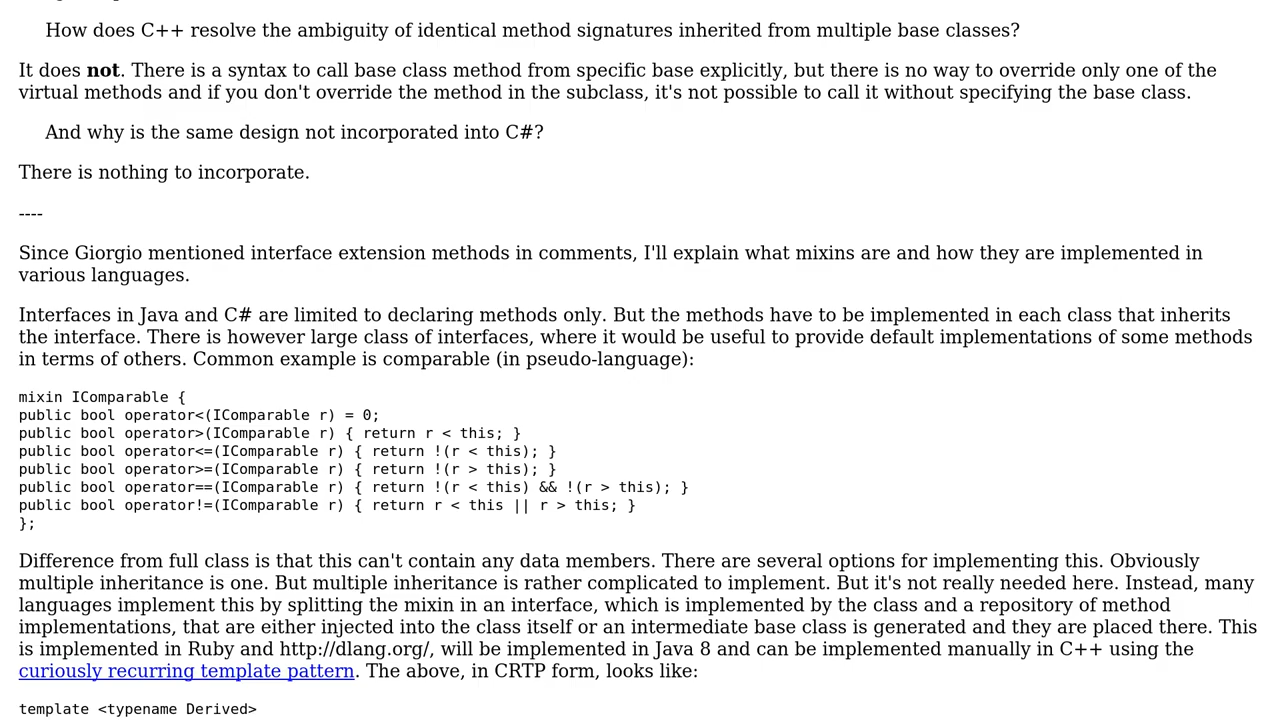 How does C++ resolve the ambiguity of identical method signatures inherited from multiple base classes?
It does not. There is a syntax to call base class method from specific base explicitly, but there is no way to override only one of the
virtual methods and if you don't override the method in the subclass, it's not possible to call it without specifying the base class.
And why is the same design not incorporated into C#?
There is nothing to incorporate.
----
Since Giorgio mentioned interface extension methods in comments, I'll explain what mixins are and how they are implemented in
various languages.
Interfaces in Java and C# are limited to declaring methods only. But the methods have to be implemented in each class that inherits
the interface. There is however large class of interfaces, where it would be useful to provide default implementations of some methods
in terms of others. Common example is comparable (in pseudo-language):
mixin IComparable {
public bool operator<(IComparable r) = 0;
public bool operator>(IComparable r) { return r < this; }
public bool operator<=(IComparable r) { return !(r < this); }
public bool operator>=(IComparable r) { return !(r > this); }
public bool operator==(IComparable r) { return !(r < this) && !(r > this); }
public bool operator!=(IComparable r) { return r < this || r > this; }
};
Difference from full class is that this can't contain any data members. There are several options for implementing this. Obviously
multiple inheritance is one. But multiple inheritance is rather complicated to implement. But it's not really needed here. Instead, many
languages implement this by splitting the mixin in an interface, which is implemented by the class and a repository of method
implementations, that are either injected into the class itself or an intermediate base class is generated and they are placed there. This
is implemented in Ruby and http://dlang.org/, will be implemented in Java 8 and can be implemented manually in C++ using the
curiously recurring template pattern. The above, in CRTP form, looks like:
template <typename Derived>